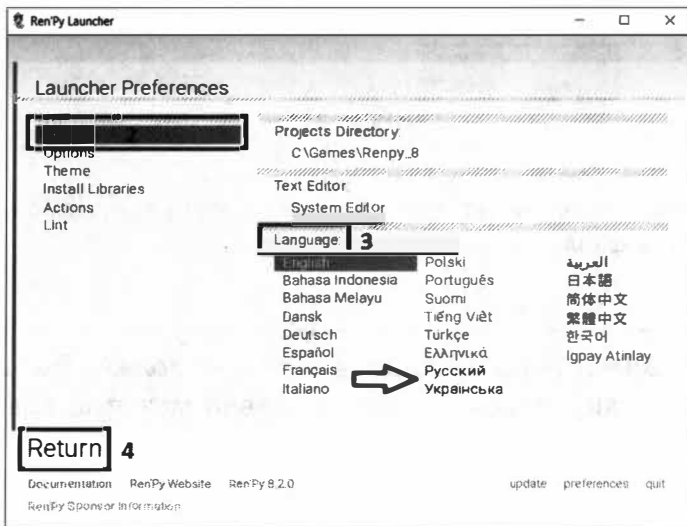 Ren'Py Launcher
Launcher Preferences
2
Options
Theme
Install Libraries
Actions
Lint
Projects Directory:
C\Games\Renpy_8
Text Editor
System Editor
Language: 3
English
Bahasa Indonesia
Bahasa Melayu
Dansk
Deutsch
Español
Français
Italiano
Polski
Português
Suomi
Tiếng Việt
Türkçe
Ελληνικά
Русский
Українська
العربية
日本語
简体中文
繁體中文
한국어
Igpay Atinlay
Return 4
Documentation Ren'Py Website Ren'Py 8.2.0 update preferences quit
Ren'Py Sponsor Information